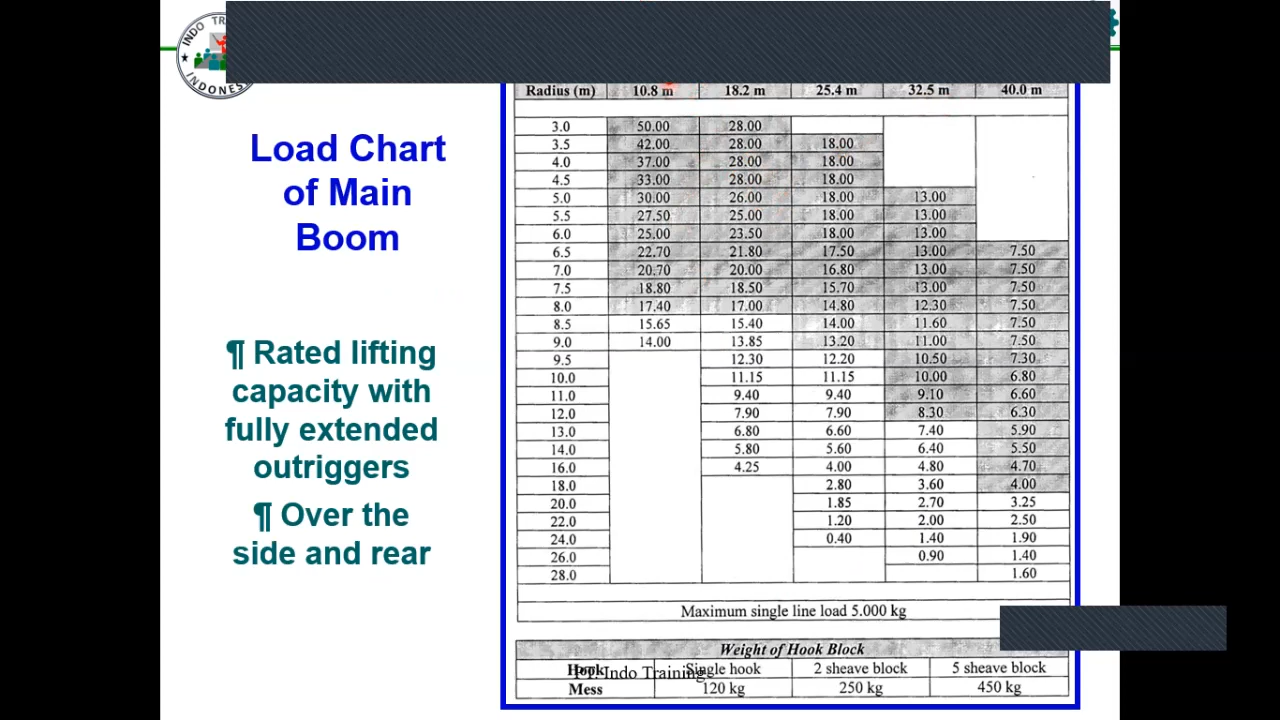 INDO TR
INDONES
Load Chart
of Main
Boom
¶ Rated lifting
capacity with
fully extended
outriggers
¶ Over the
side and rear
Radius (m) 10.8 m 18.2 m 25.4 m 32.5 m 40.0 m
3.0 50.00 28.00
3.5 42.00 28.00 18.00
4.0 37.00 28.00 18.00
4.5 33.00 28.00 18.00
5.0 30.00 26.00 18.00 13.00
5.5 27.50 25.00 18.00 13.00
6.0 25.00 23.50 18.00 13.00
6.5 22.70 21.80 17.50 13.00 7.50
7.0 20.70 20.00 16.80 13.00 7.50
7.5 18.80 18.50 15.70 13.00 7.50
8.0 17.40 17.00 14.80 12.30 7.50
8.5 15.65 15.40 14.00 11.60 7.50
9.0 14.00 13.85 13.20 11.00 7.50
9.5 12.30 12.20 10.50 7.30
10.0 11.15 11.15 10.00 6.80
11.0 9.40 9.40 9.10 6.60
12.0 7.90 7.90 8.30 6.30
13.0 6.80 6.60 7.40 5.90
14.0 5.80 5.60 6.40 5.50
16.0 4.25 4.00 4.80 4.70
18.0 2.80 3.60 4.00
20.0 1.85 2.70 3.25
22.0 1.20 2.00 2.50
24.0 0.40 1.40 1.90
26.0 0.90 1.40
28.0 1.60
Maximum single line load 5.000 kg
Weight of Hook Block
Hook Single hook 2 sheave block 5 sheave block
Indo Training
Mess 120 kg 250 kg 450 kg